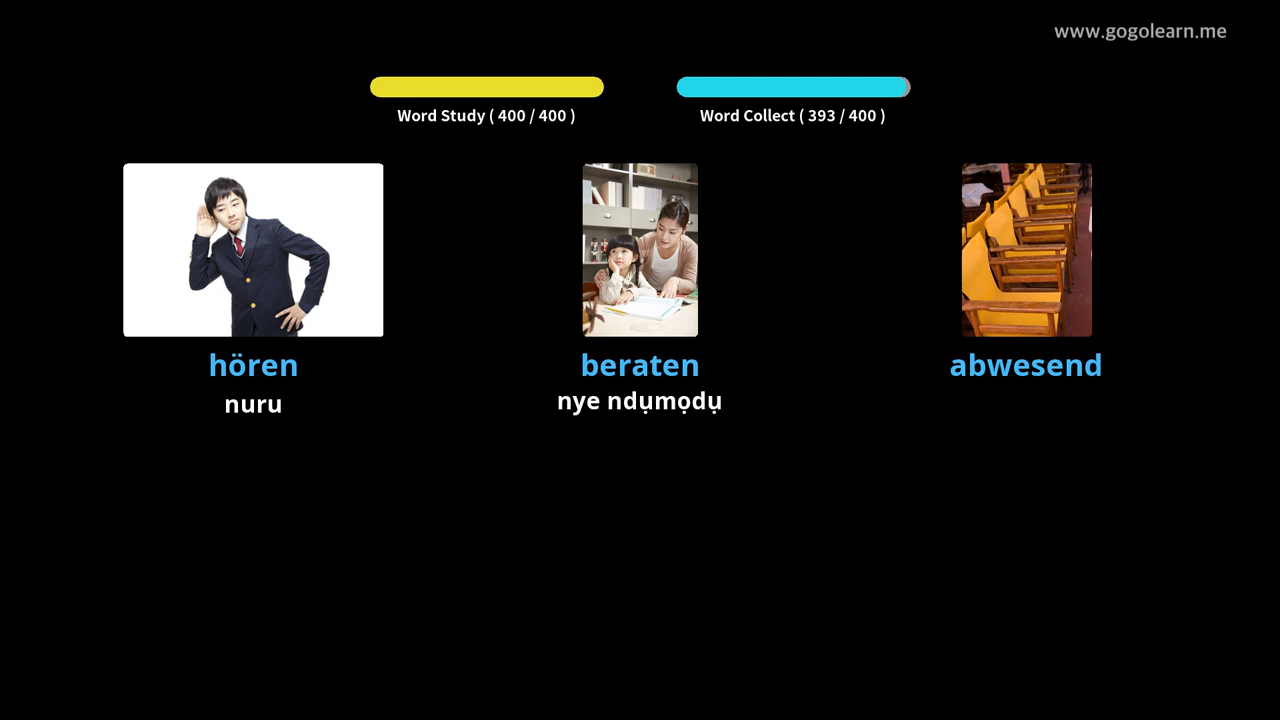 www.gogolearn.me
Word Study ( 400 / 400 )
Word Collect ( 393 / 400 )
hören
beraten
abwesend
nuru
nye ndụmọdụ